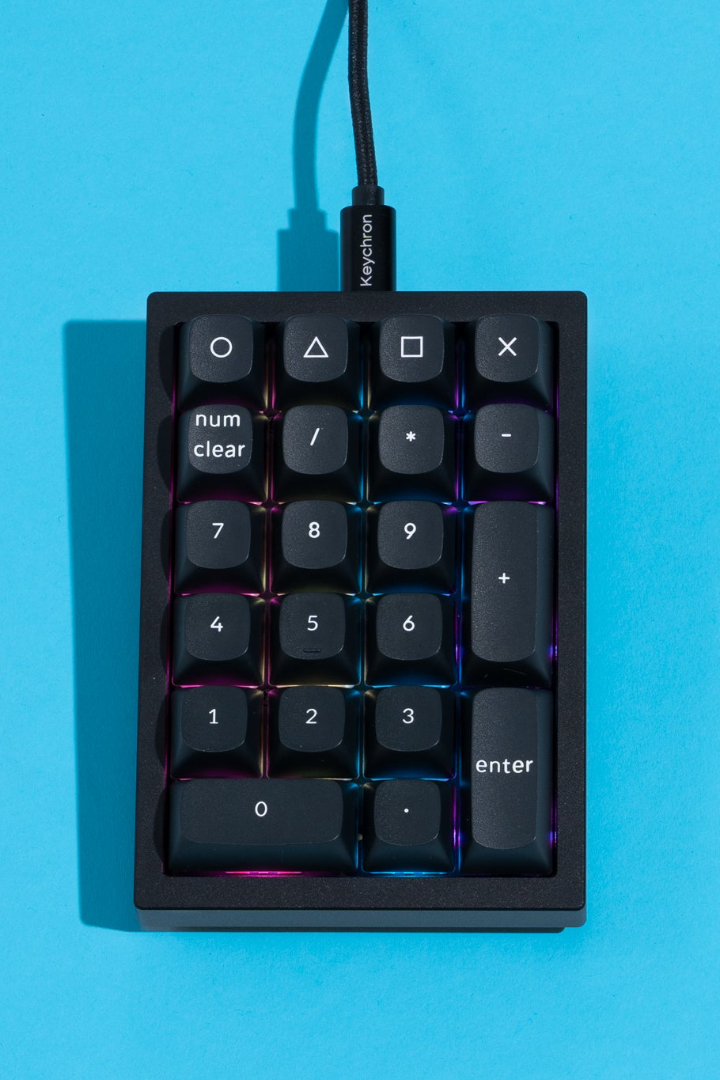 Keychron
○ △ □ ✕
num
clear
/ * -
7 8 9
+
4 5 6
1 2 3
enter
0 .